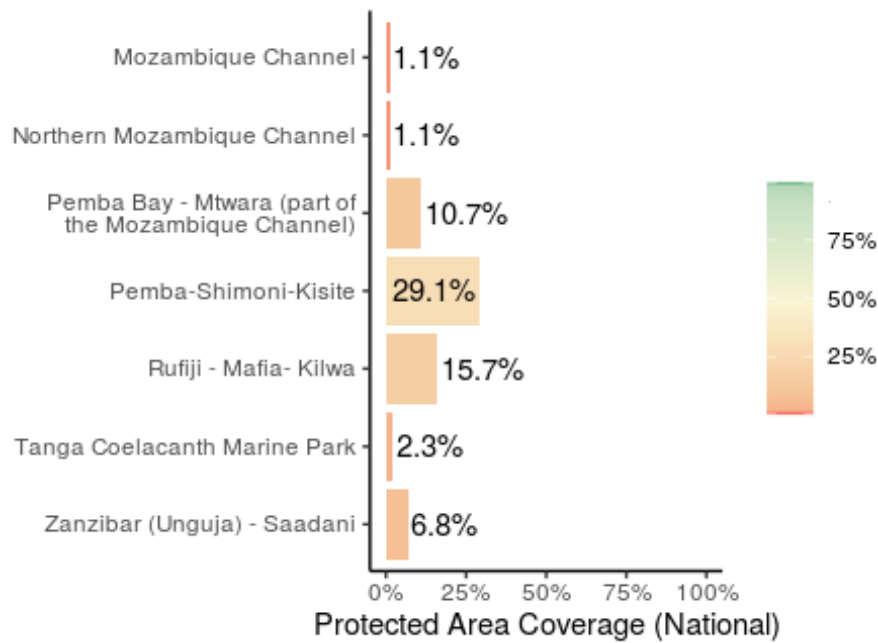 Mozambique Channel
1.1%
Northern Mozambique Channel
1.1%
Pemba Bay - Mtwara (part of
the Mozambique Channel)
10.7%
Pemba-Shimoni-Kisite
29.1%
Rufiji - Mafia- Kilwa
15.7%
Tanga Coelacanth Marine Park
2.3%
Zanzibar (Unguja) - Saadani
6.8%
0% 25% 50% 75% 100%
Protected Area Coverage (National)
75%
50%
25%